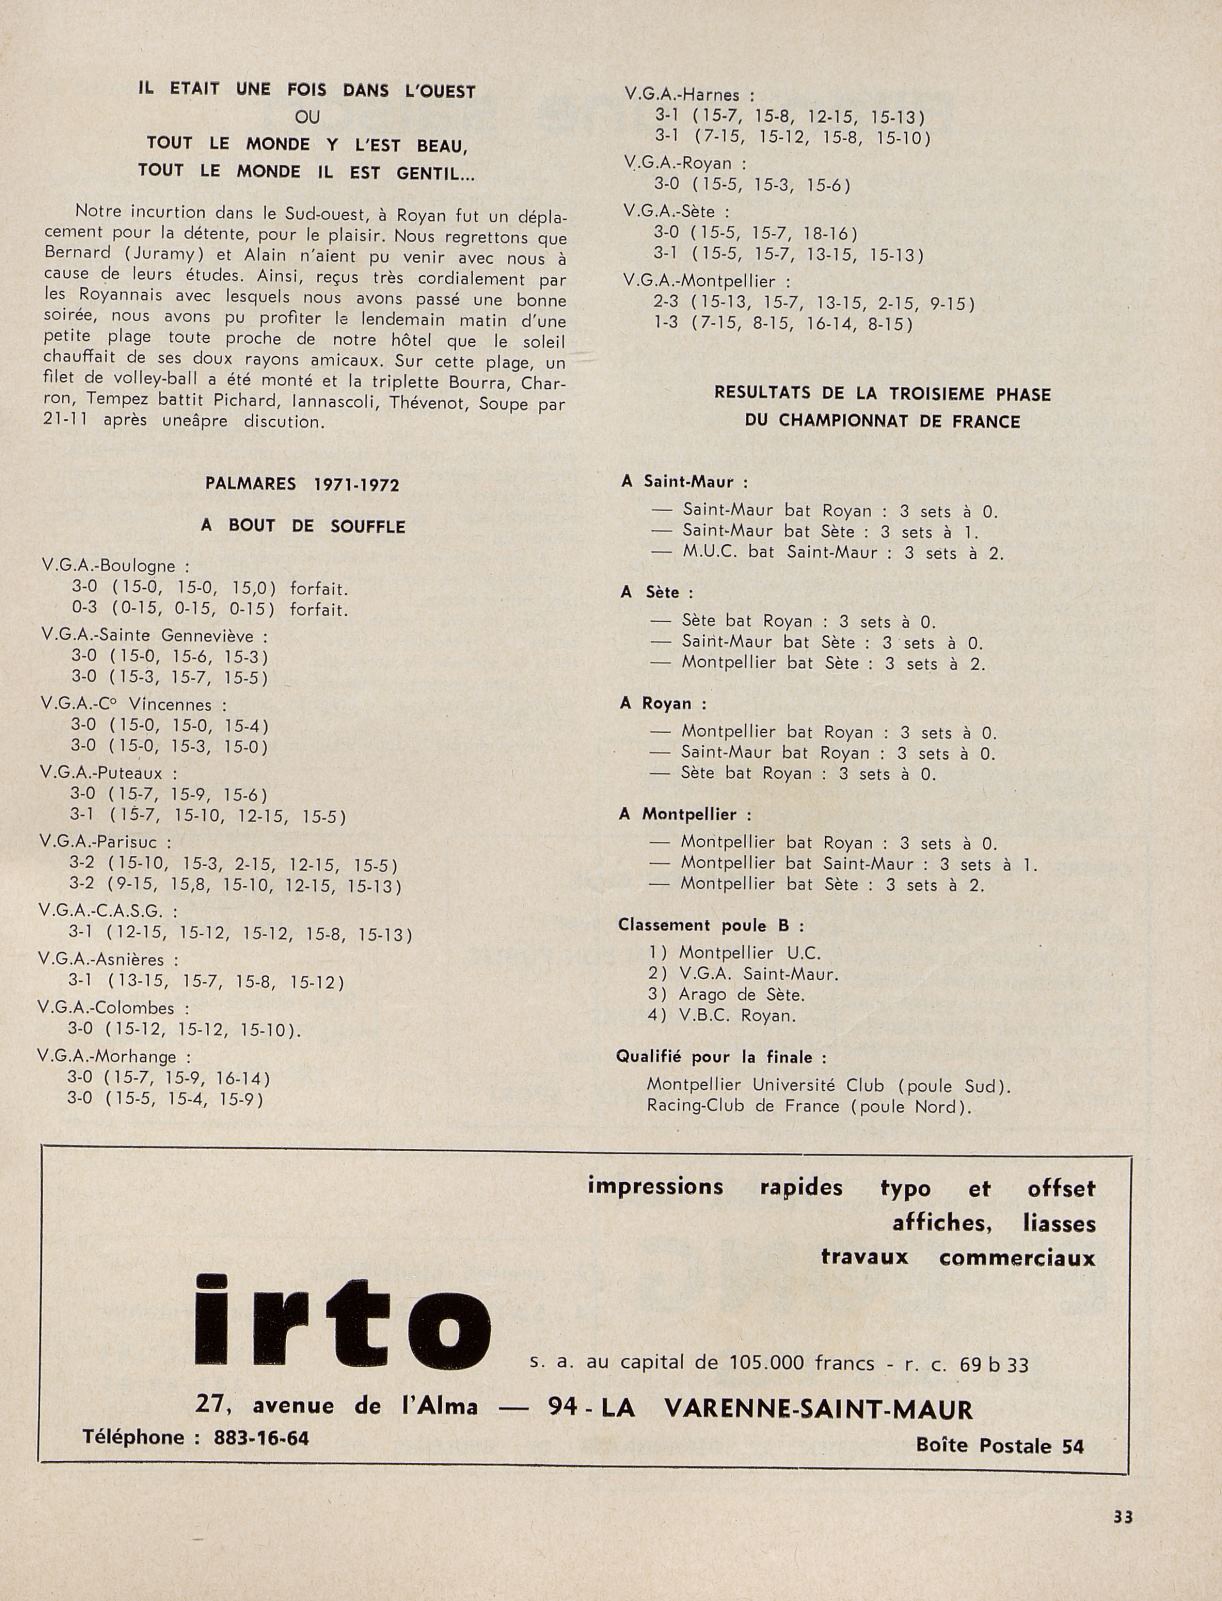 IL ETAIT UNE FOIS DANS L'OUEST
OU
TOUT LE MONDE Y L'EST BEAU,
TOUT LE MONDE IL EST GENTIL...
Notre incurtion dans le Sud-ouest, à Royan fut un dépla-
cement pour la détente, pour le plaisir. Nous regrettons que
Bernard (Juramy) et Alain n'aient pu venir avec nous à
cause de leurs études. Ainsi, reçus très cordialement par
les Royannais avec lesquels nous avons passé une bonne
soirée, nous avons pu profiter le lendemain matin d'une
petite plage toute proche de notre hôtel que le soleil
chauffait de ses doux rayons amicaux. Sur cette plage, un
filet de volley-ball a été monté et la triplette Bourra, Char-
ron, Tempez battit Pichard, Iannascoli, Thévenot, Soupe par
21-11 après uneâpre discution.
PALMARES 1971-1972
A BOUT DE SOUFFLE
V.G.A.-Boulogne :
3-0 (15-0, 15-0, 15,0) forfait.
0-3 (0-15, 0-15, 0-15) forfait.
V.G.A.-Sainte Genneviève :
3-0 (15-0, 15-6, 15-3)
3-0 (15-3, 15-7, 15-5)
V.G.A.-C° Vincennes :
3-0 (15-0, 15-0, 15-4)
3-0 (15-0, 15-3, 15-0)
V.G.A.-Puteaux :
3-0 (15-7, 15-9, 15-6)
3-1 (15-7, 15-10, 12-15, 15-5)
V.G.A.-Parisuc :
3-2 (15-10, 15-3, 2-15, 12-15, 15-5)
3-2 (9-15, 15,8, 15-10, 12-15, 15-13)
V.G.A.-C.A.S.G. :
3-1 (12-15, 15-12, 15-12, 15-8, 15-13)
V.G.A.-Asnières :
3-1 (13-15, 15-7, 15-8, 15-12)
V.G.A.-Colombes :
3-0 (15-12, 15-12, 15-10).
V.G.A.-Morhange :
3-0 (15-7, 15-9, 16-14)
3-0 (15-5, 15-4, 15-9)
V.G.A.-Harnes :
3-1 (15-7, 15-8, 12-15, 15-13)
3-1 (7-15, 15-12, 15-8, 15-10)
V.G.A.-Royan :
3-0 (15-5, 15-3, 15-6)
V.G.A.-Sète :
3-0 (15-5, 15-7, 18-16)
3-1 (15-5, 15-7, 13-15, 15-13)
V.G.A.-Montpellier :
2-3 (15-13, 15-7, 13-15, 2-15, 9-15)
1-3 (7-15, 8-15, 16-14, 8-15)
RESULTATS DE LA TROISIEME PHASE
DU CHAMPIONNAT DE FRANCE
A Saint-Maur :
— Saint-Maur bat Royan : 3 sets à 0.
— Saint-Maur bat Sète : 3 sets à 1.
— M.U.C. bat Saint-Maur : 3 sets à 2.
A Sète :
— Sète bat Royan : 3 sets à 0.
— Saint-Maur bat Sète : 3 sets à 0.
— Montpellier bat Sète : 3 sets à 2.
A Royan :
— Montpellier bat Royan : 3 sets à 0.
— Saint-Maur bat Royan : 3 sets à 0.
— Sète bat Royan : 3 sets à 0.
A Montpellier :
— Montpellier bat Royan : 3 sets à 0.
— Montpellier bat Saint-Maur : 3 sets à 1.
— Montpellier bat Sète : 3 sets à 2.
Classement poule B :
1) Montpellier U.C.
2) V.G.A. Saint-Maur.
3) Arago de Sète.
4) V.B.C. Royan.
Qualifié pour la finale :
Montpellier Université Club (poule Sud).
Racing-Club de France (poule Nord).
impressions rapides typo et offset
affiches, liasses
travaux commerciaux
irto
s. a. au capital de 105.000 francs - r. c. 69 b 33
27, avenue de l'Alma — 94 - LA VARENNE-SAINT-MAUR
Téléphone : 883-16-64
Boîte Postale 54
33